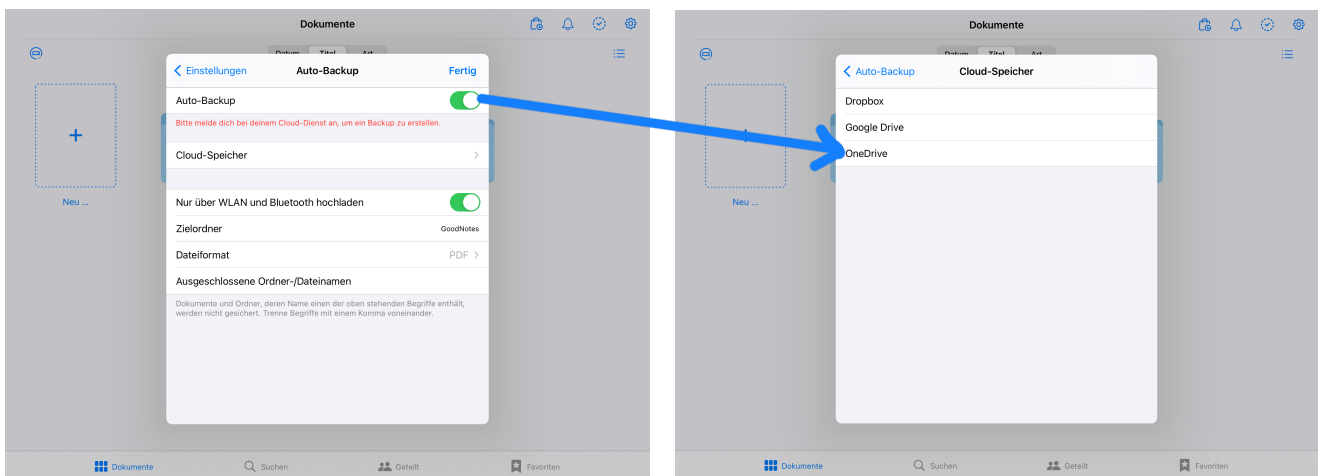 Dokumente
Datum Titel Art
Einstellungen Auto-Backup Fertig
Auto-Backup
Bitte melde dich bei deinem Cloud-Dienst an, um ein Backup zu erstellen.
Cloud-Speicher
Neu ...
Nur über WLAN und Bluetooth hochladen
Zielordner GoodNotes
Dateiformat PDF
Ausgeschlossene Ordner-/Dateinamen
Dokumente und Ordner, deren Name einen der oben stehenden Begriffe enthält,
werden nicht gesichert. Trenne Begriffe mit einem Komma voneinander.
Dokumente Suchen Geteilt Favoriten
Dokumente
Datum Titel Art
Auto-Backup Cloud-Speicher
Dropbox
Google Drive
OneDrive
Neu ...
Dokumente Suchen Geteilt Favoriten